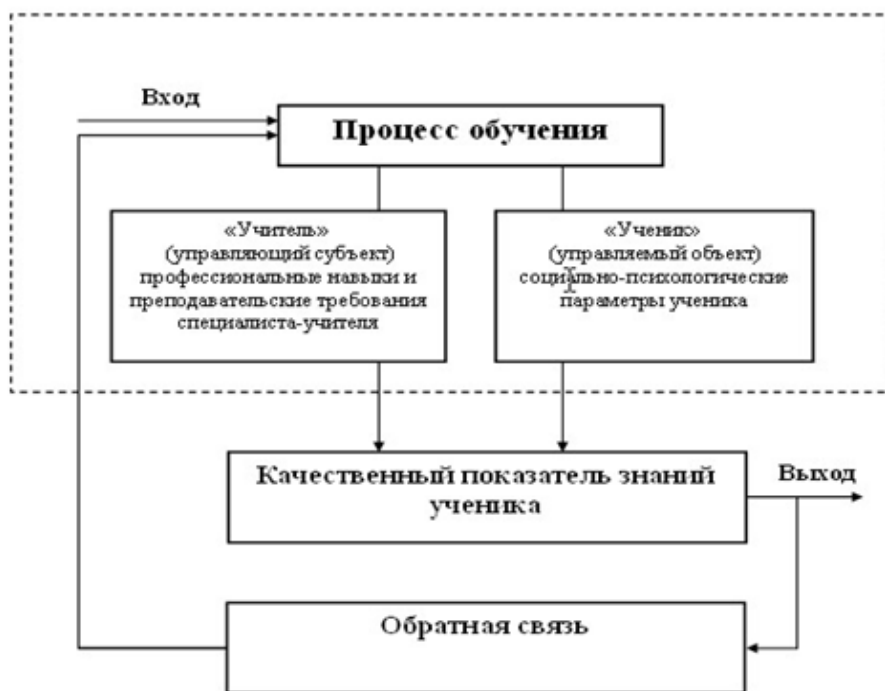 Вход
Процесс обучения
«Учитель»
(управляющий субъект)
профессиональные навыки и
преподавательские требования
специалиста-учителя
«Ученик»
(управляемый объект)
социально-психологические
параметры ученика
Качественный показатель знаний
ученика
Выход
Обратная связь